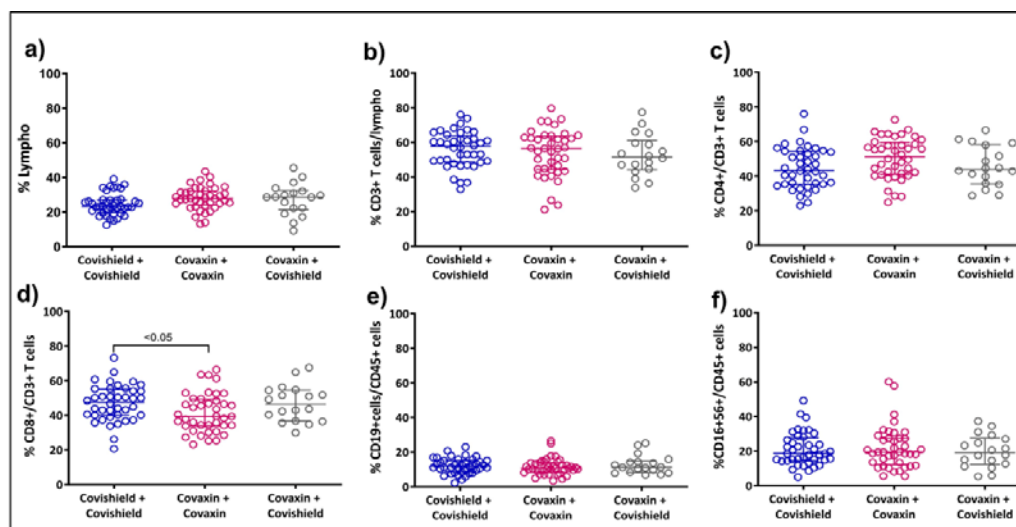 a)
% Lympho
100
80
60
40
20
0
Covishield + Covaxin + Covaxin +
Covishield Covaxin Covishield
b)
% CD3+ T cells/lympho
100
80
60
40
20
0
Covishield + Covaxin + Covaxin +
Covishield Covaxin Covishield
c)
% CD4+/CD3+ T cells
100
80
60
40
20
0
Covishield + Covaxin + Covaxin +
Covishield Covaxin Covishield
d)
% CD8+/CD3+ T cells
100
80
60
40
20
0
<0.05
Covishield + Covaxin + Covaxin +
Covishield Covaxin Covishield
e)
% CD19+cells/CD45+ cells
100
80
60
40
20
0
Covishield + Covaxin + Covaxin +
Covishield Covaxin Covishield
f)
%CD16+56+/CD45+ cells
100
80
60
40
20
0
Covishield + Covaxin + Covaxin +
Covishield Covaxin Covishield